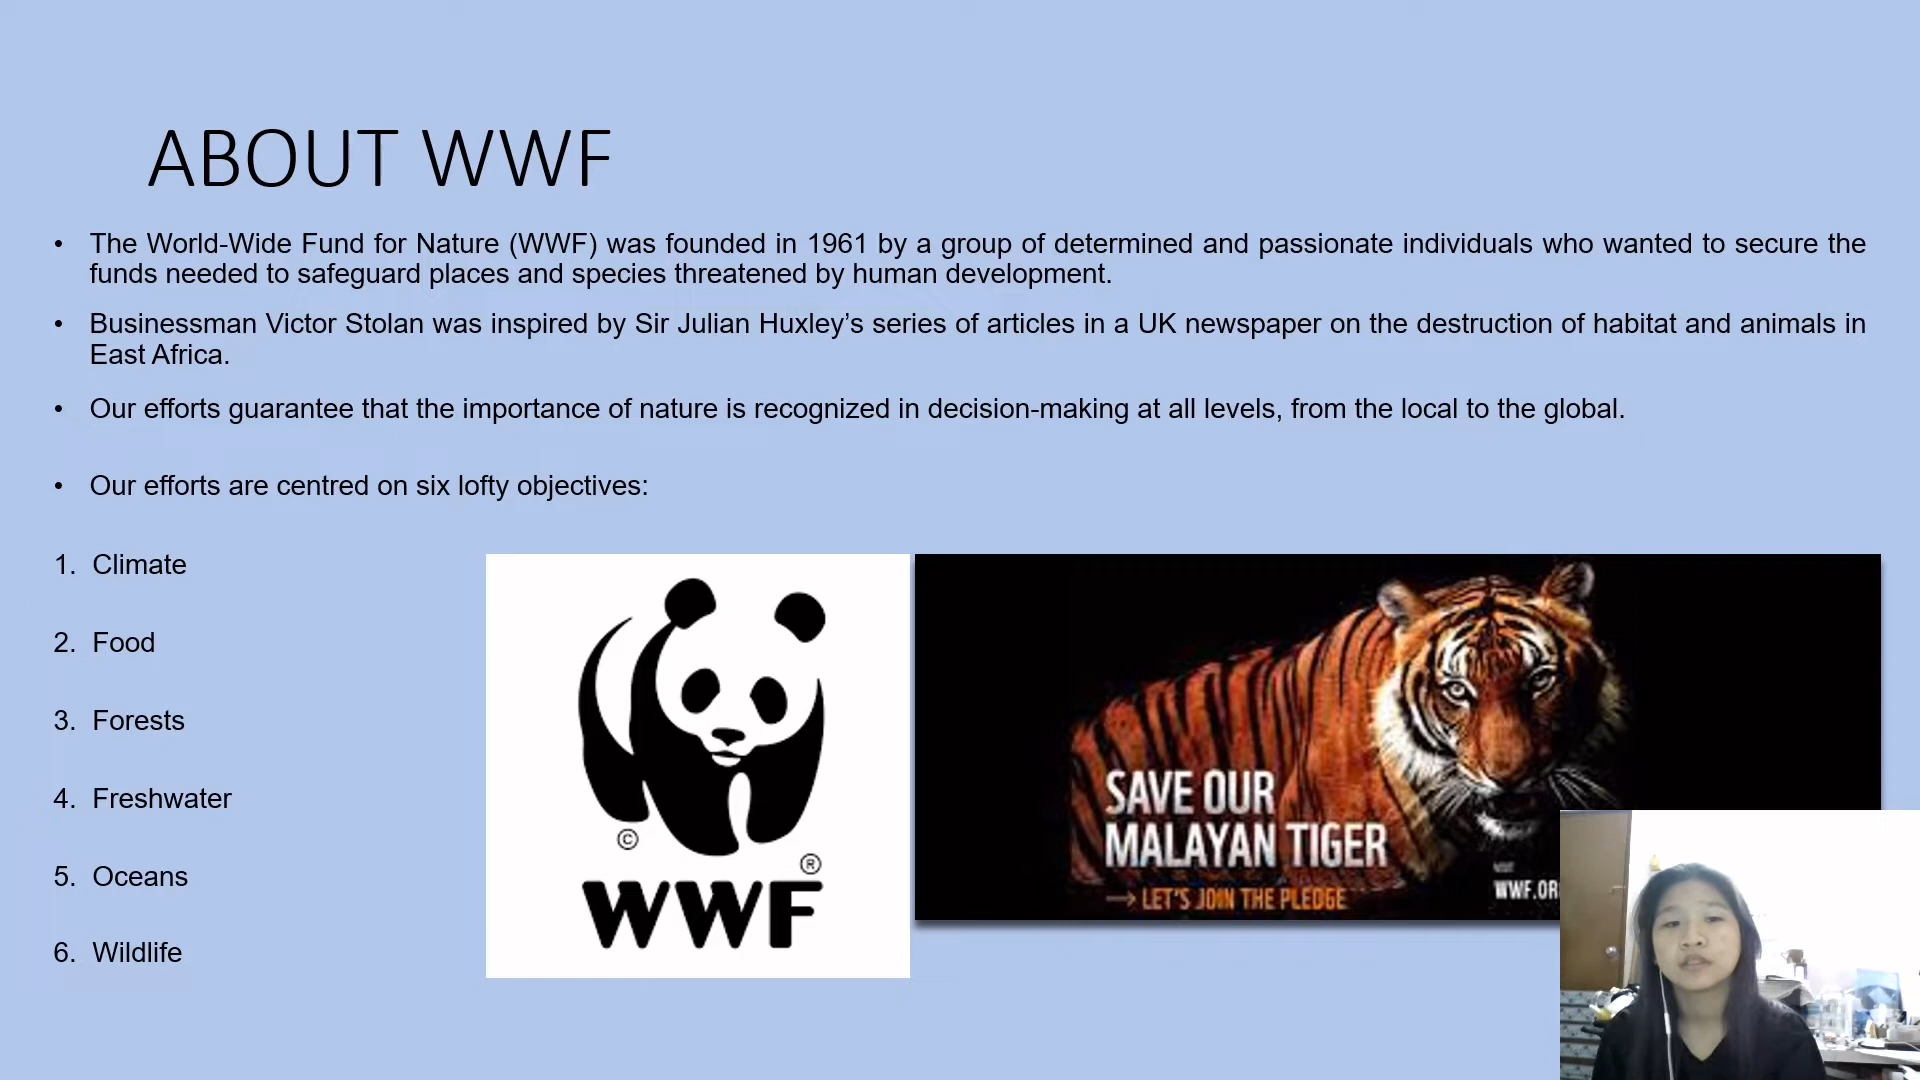 ABOUT WWF
• The World-Wide Fund for Nature (WWF) was founded in 1961 by a group of determined and passionate individuals who wanted to secure the
funds needed to safeguard places and species threatened by human development.
• Businessman Victor Stolan was inspired by Sir Julian Huxley’s series of articles in a UK newspaper on the destruction of habitat and animals in
East Africa.
• Our efforts guarantee that the importance of nature is recognized in decision-making at all levels, from the local to the global.
• Our efforts are centred on six lofty objectives:
1. Climate
2. Food
3. Forests
4. Freshwater
5. Oceans
6. Wildlife
©
®
WWF
SAVE OUR
MALAYAN TIGER
LET'S JOIN THE PLEDGE